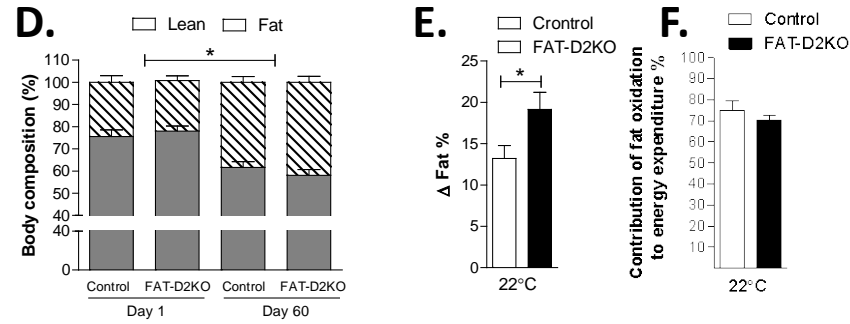 D.
Lean Fat
*
Body composition (%)
110
100
90
80
70
60
50
40
40
0
Control FAT-D2KO Control FAT-D2KO
Day 1 Day 60
E.
Crontrol
FAT-D2KO
*
Δ Fat %
25
20
15
10
5
0
22°C
F.
Control
FAT-D2KO
Contribution of fat oxidation
to energy expenditure %
100
90
80
70
60
50
40
30
20
10
22°C